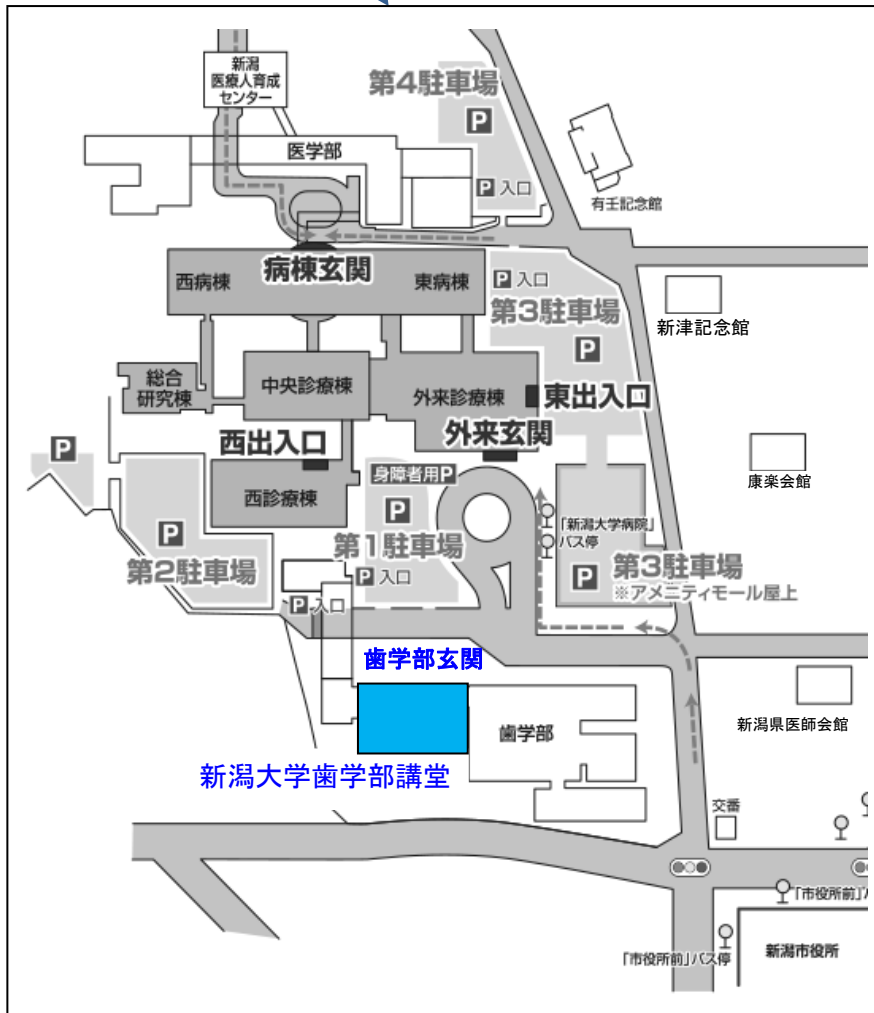 新潟
医療人育成
センター
第4駐車場
P
医学部
P 入口
有壬記念館
病棟玄関
西病棟
東病棟
P 入口
第3駐車場
P
新津記念館
総合
研究棟
中央診療棟
外来診療棟
東出入口
西出入口
外来玄関
P
身障者用P
康楽会館
西診療棟
P
P
「新潟大学病院」
バス停
第1駐車場
第2駐車場
P 入口
P
第3駐車場
※アメニティモール屋上
P 入口
歯学部玄関
新潟県医師会館
歯学部
新潟大学歯学部講堂
交番
「市役所前」バ
「市役所前」バス停
新潟市役所